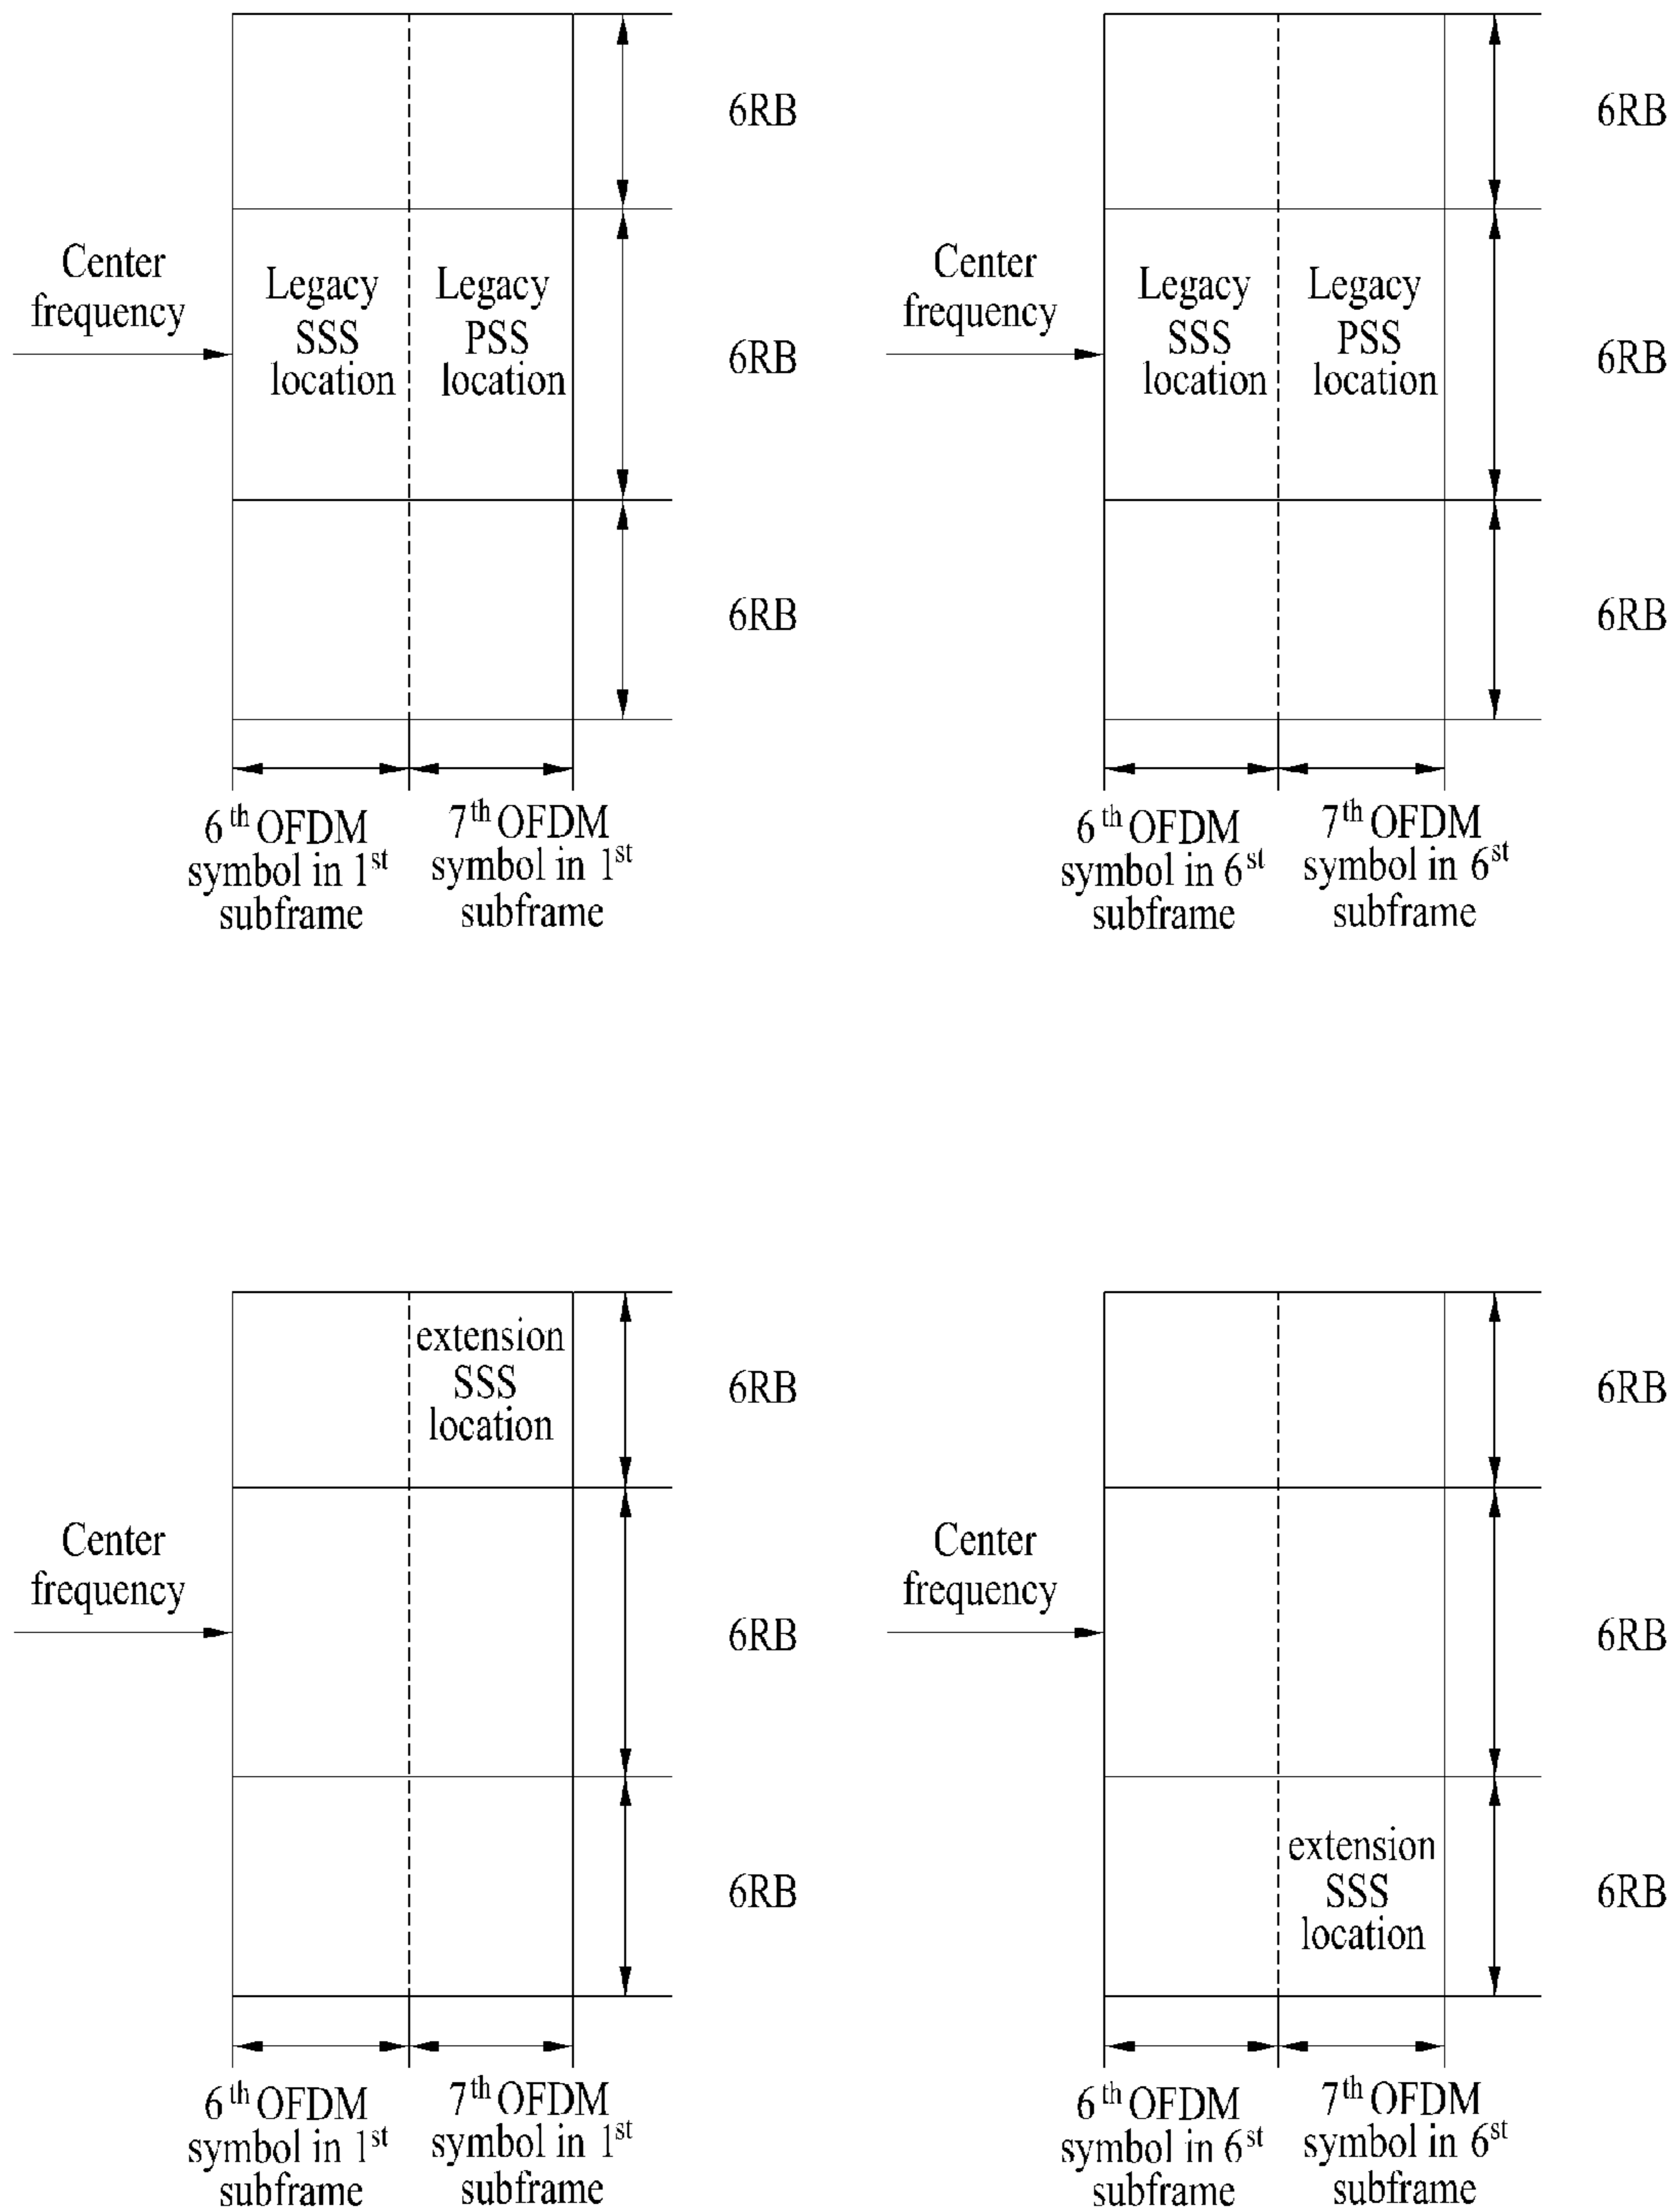 6RB
Center
frequency
Legacy
SSS
location
Legacy
PSS
location
6RB
6RB
6th OFDM
symbol in 1st
subframe
7th OFDM
symbol in 1st
subframe
6RB
Center
frequency
Legacy
SSS
location
Legacy
PSS
location
6RB
6RB
6th OFDM
symbol in 6st
subframe
7th OFDM
symbol in 6st
subframe
extension
SSS
location
6RB
Center
frequency
6RB
6RB
6th OFDM
symbol in 1st
subframe
7th OFDM
symbol in 1st
subframe
6RB
Center
frequency
6RB
extension
SSS
location
6RB
6th OFDM
symbol in 6st
subframe
7th OFDM
symbol in 6st
subframe